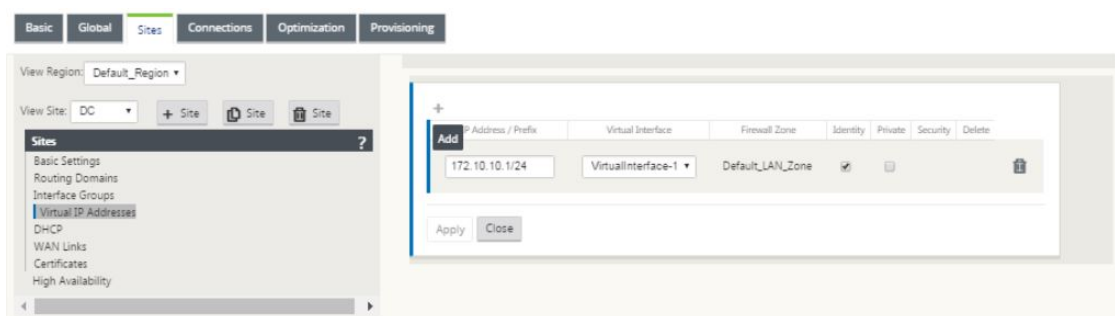 Basic Global Sites Connections Optimization Provisioning
View Region: Default_Region
View Site: DC + Site Site Site
Sites ?
Basic Settings
Routing Domains
Interface Groups
Virtual IP Addresses
DHCP
WAN Links
Certificates
High Availability
+
Add
IP Address / Prefix Virtual Interface Firewall Zone Identity Private Security Delete
172.10.10.1/24 VirtualInterface-1 Default_LAN_Zone
Apply Close